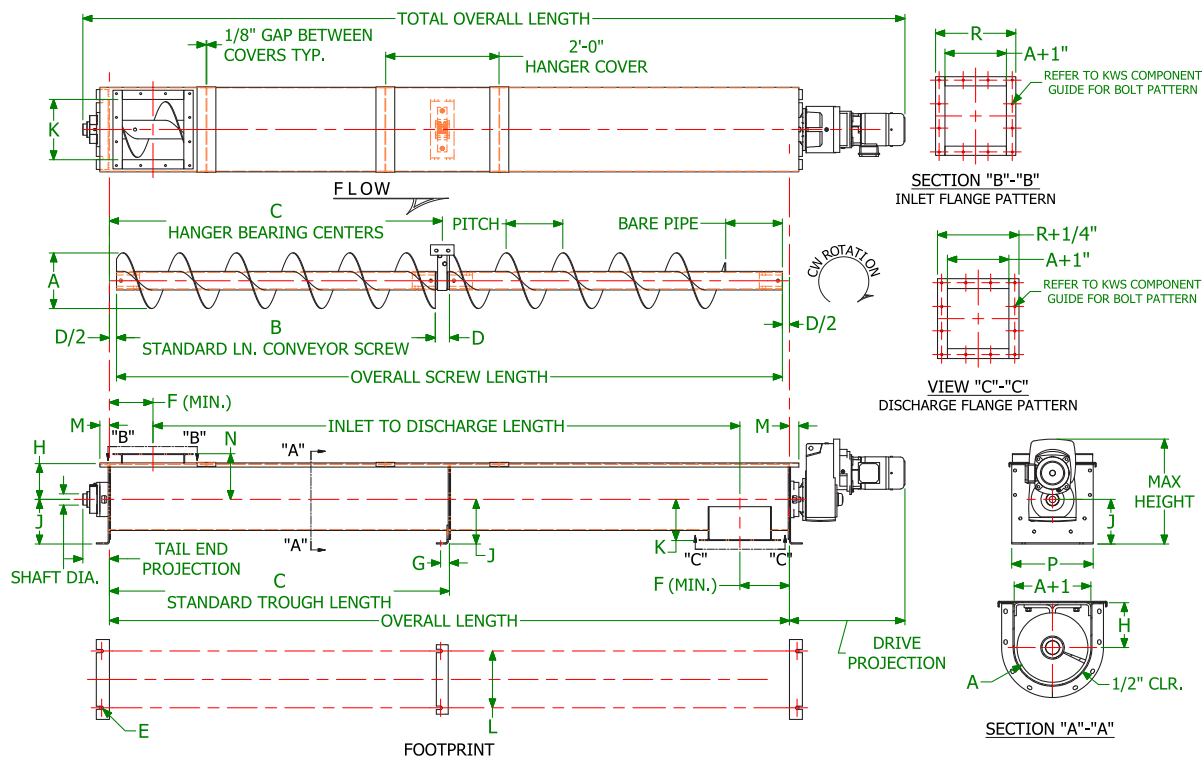 TOTAL OVERALL LENGTH
1/8" GAP BETWEEN
COVERS TYP.
2'-0"
HANGER COVER
K
R
A+1"
REFER TO KWS COMPONENT
GUIDE FOR BOLT PATTERN
SECTION "B"-"B"
INLET FLANGE PATTERN
FLOW
C
HANGER BEARING CENTERS
PITCH
BARE PIPE
A
CW ROTATION
D/2
B
STANDARD LN. CONVEYOR SCREW
D
D/2
OVERALL SCREW LENGTH
R+1/4"
A+1"
REFER TO KWS COMPONENT
GUIDE FOR BOLT PATTERN
VIEW "C"-"C"
DISCHARGE FLANGE PATTERN
F (MIN.)
M
"B"
"B"
N
"A"
INLET TO DISCHARGE LENGTH
M
H
J
SHAFT DIA.
TAIL END
PROJECTION
"A"
G
J
K
"C"
"C"
F (MIN.)
C
STANDARD TROUGH LENGTH
OVERALL LENGTH
DRIVE
PROJECTION
MAX
HEIGHT
J
P
A+1
H
A
1/2" CLR.
SECTION "A"-"A"
E
L
FOOTPRINT